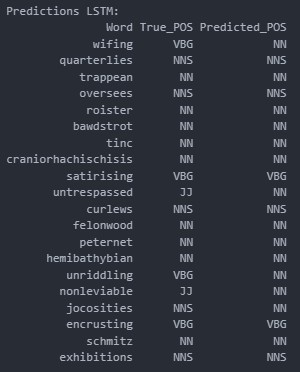 Predictions LSTM:
Word True_POS Predicted_POS
wifing VBG NN
quarterlies NNS NNS
trappean NN NN
oversees NNS NNS
roister NN NN
bawdstrot NN NN
tinc NN NN
craniorhachischisis NN NN
satirising VBG VBG
untrespassed JJ NN
curlews NNS NNS
felonwood NN NN
peternet NN NN
hemibathybian NN NN
unriddling VBG NN
nonleviable JJ NN
jocosities NNS NN
encrusting VBG VBG
schmitz NN NN
exhibitions NNS NNS